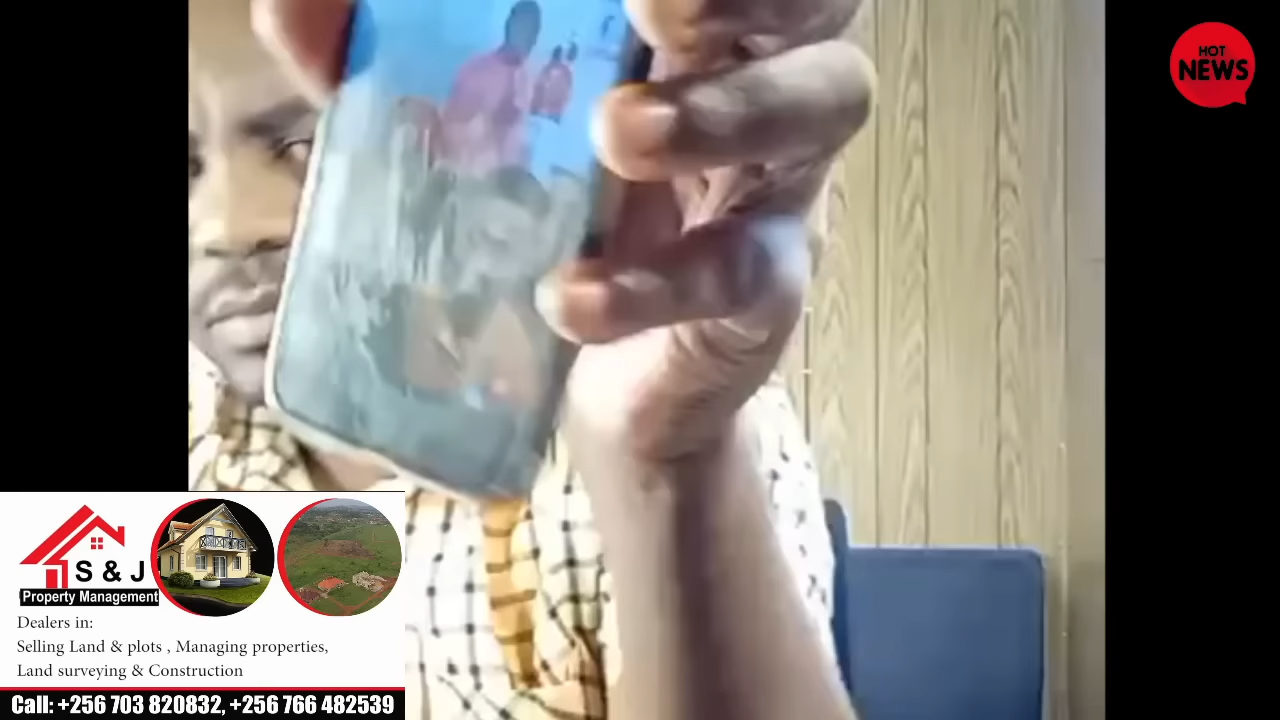 HOT
NEWS
S & J
Property Management
Dealers in:
Selling Land & plots , Managing properties,
Land surveying & Construction
Call: +256 703 820832, +256 766 482539